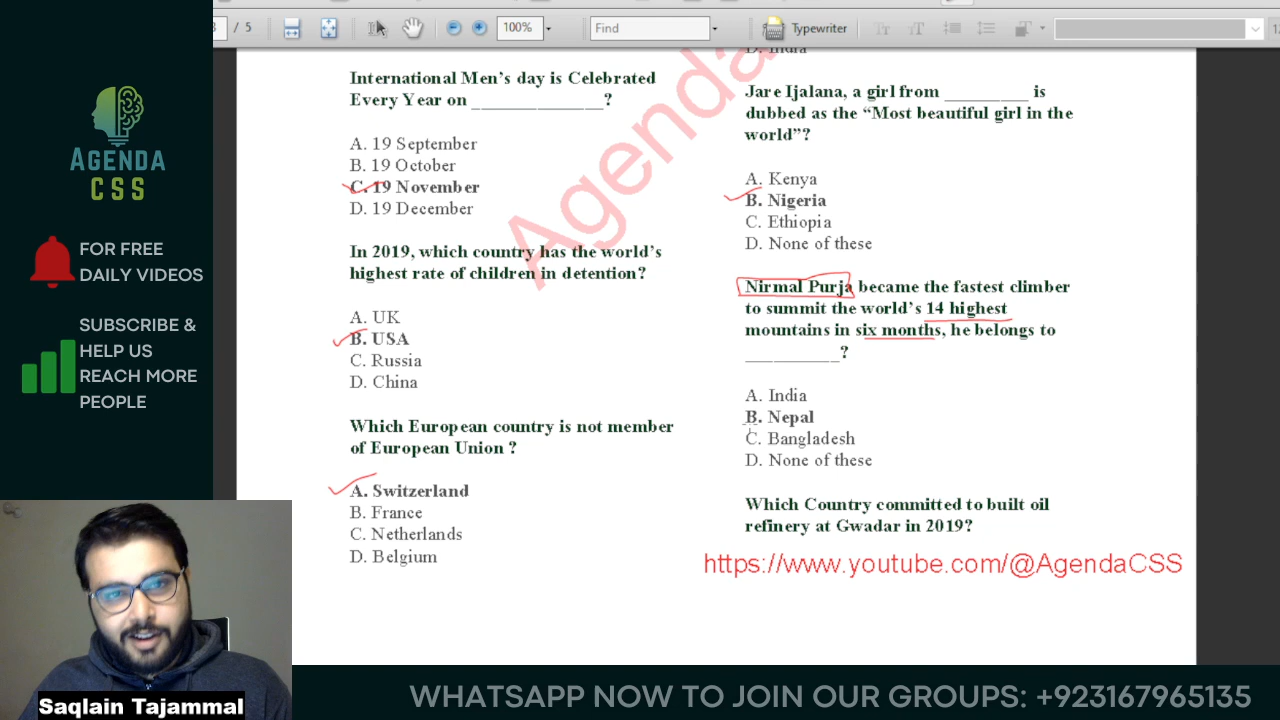 / 5
100%
Find
Typewriter
AGENDA
CSS
FOR FREE
DAILY VIDEOS
SUBSCRIBE &
HELP US
REACH MORE
PEOPLE
Agenda
International Men's day is Celebrated
Every Year on ______________?
A. 19 September
B. 19 October
C. 19 November
D. 19 December
In 2019, which country has the world's
highest rate of children in detention?
A. UK
B. USA
C. Russia
D. China
Which European country is not member
of European Union ?
A. Switzerland
B. France
C. Netherlands
D. Belgium
D. India
Jare Ijalana, a girl from _________ is
dubbed as the “Most beautiful girl in the
world”?
A. Kenya
B. Nigeria
C. Ethiopia
D. None of these
Nirmal Purja became the fastest climber
to summit the world's 14 highest
mountains in six months, he belongs to
__________?
A. India
B. Nepal
C. Bangladesh
D. None of these
Which Country committed to built oil
refinery at Gwadar in 2019?
https://www.youtube.com/@AgendaCSS
Saqlain Tajammal
WHATSAPP NOW TO JOIN OUR GROUPS: +923167965135